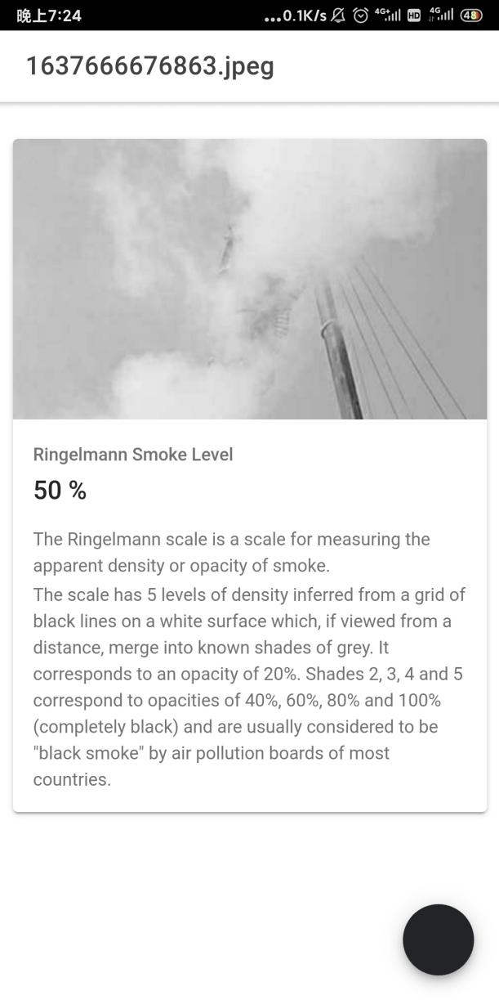 晚上7:24 ...0.1K/s 4G+ HD 4G 48
1637666676863.jpeg
Ringelmann Smoke Level
50 %
The Ringelmann scale is a scale for measuring the
apparent density or opacity of smoke.
The scale has 5 levels of density inferred from a grid of
black lines on a white surface which, if viewed from a
distance, merge into known shades of grey. It
corresponds to an opacity of 20%. Shades 2, 3, 4 and 5
correspond to opacities of 40%, 60%, 80% and 100%
(completely black) and are usually considered to be
"black smoke" by air pollution boards of most
countries.